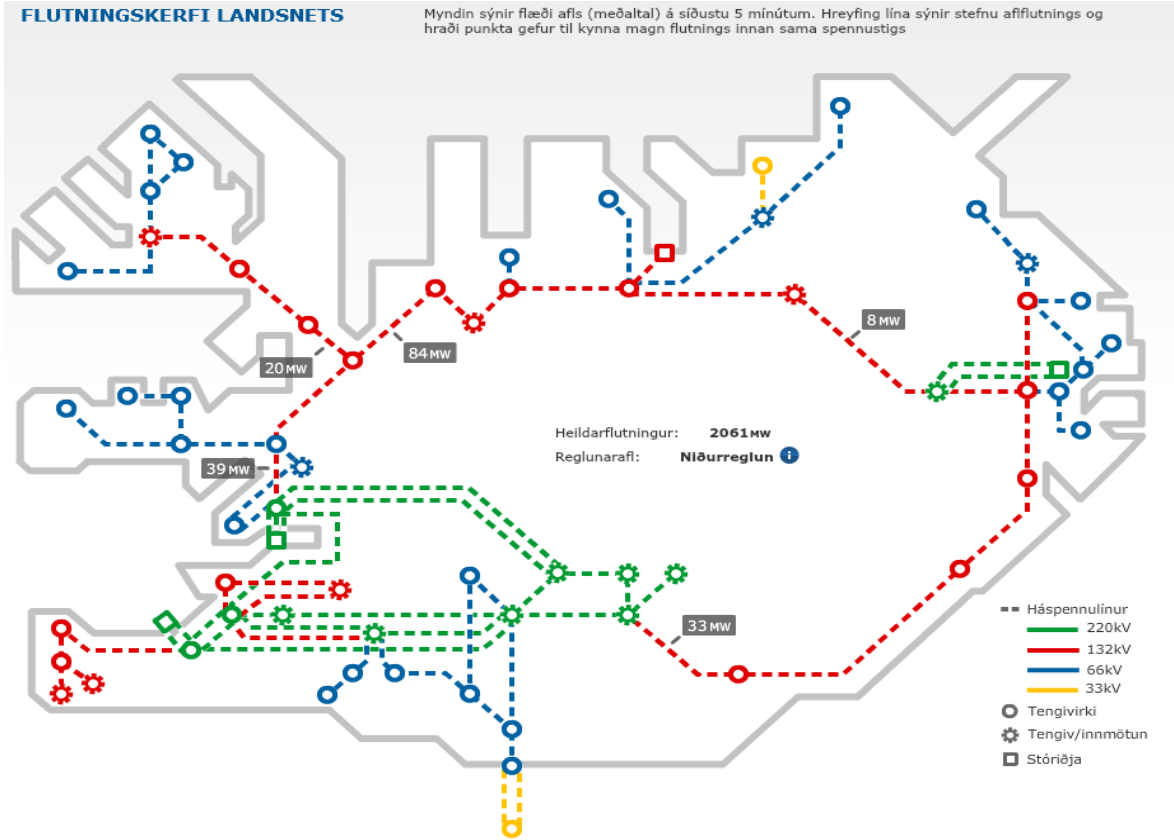 FLUTNINGSKERFI LANDSNETS
Myndin sýnir flæði afls (meðaltal) á síðustu 5 mínútum. Hreyfing lína sýnir stefnu aflflutnings og
hraði punkta gefur til kynna magn flutnings innan sama spennustigs
8 MW
84 MW
20 MW
Heildarflutningur: 2061 MW
Reglunarafl: Niðurreglun i
39 MW
33 MW
Háspennulínur
220kV
132kV
66kV
33kV
Tengivirki
Tengiv/innmötun
Stóriðja